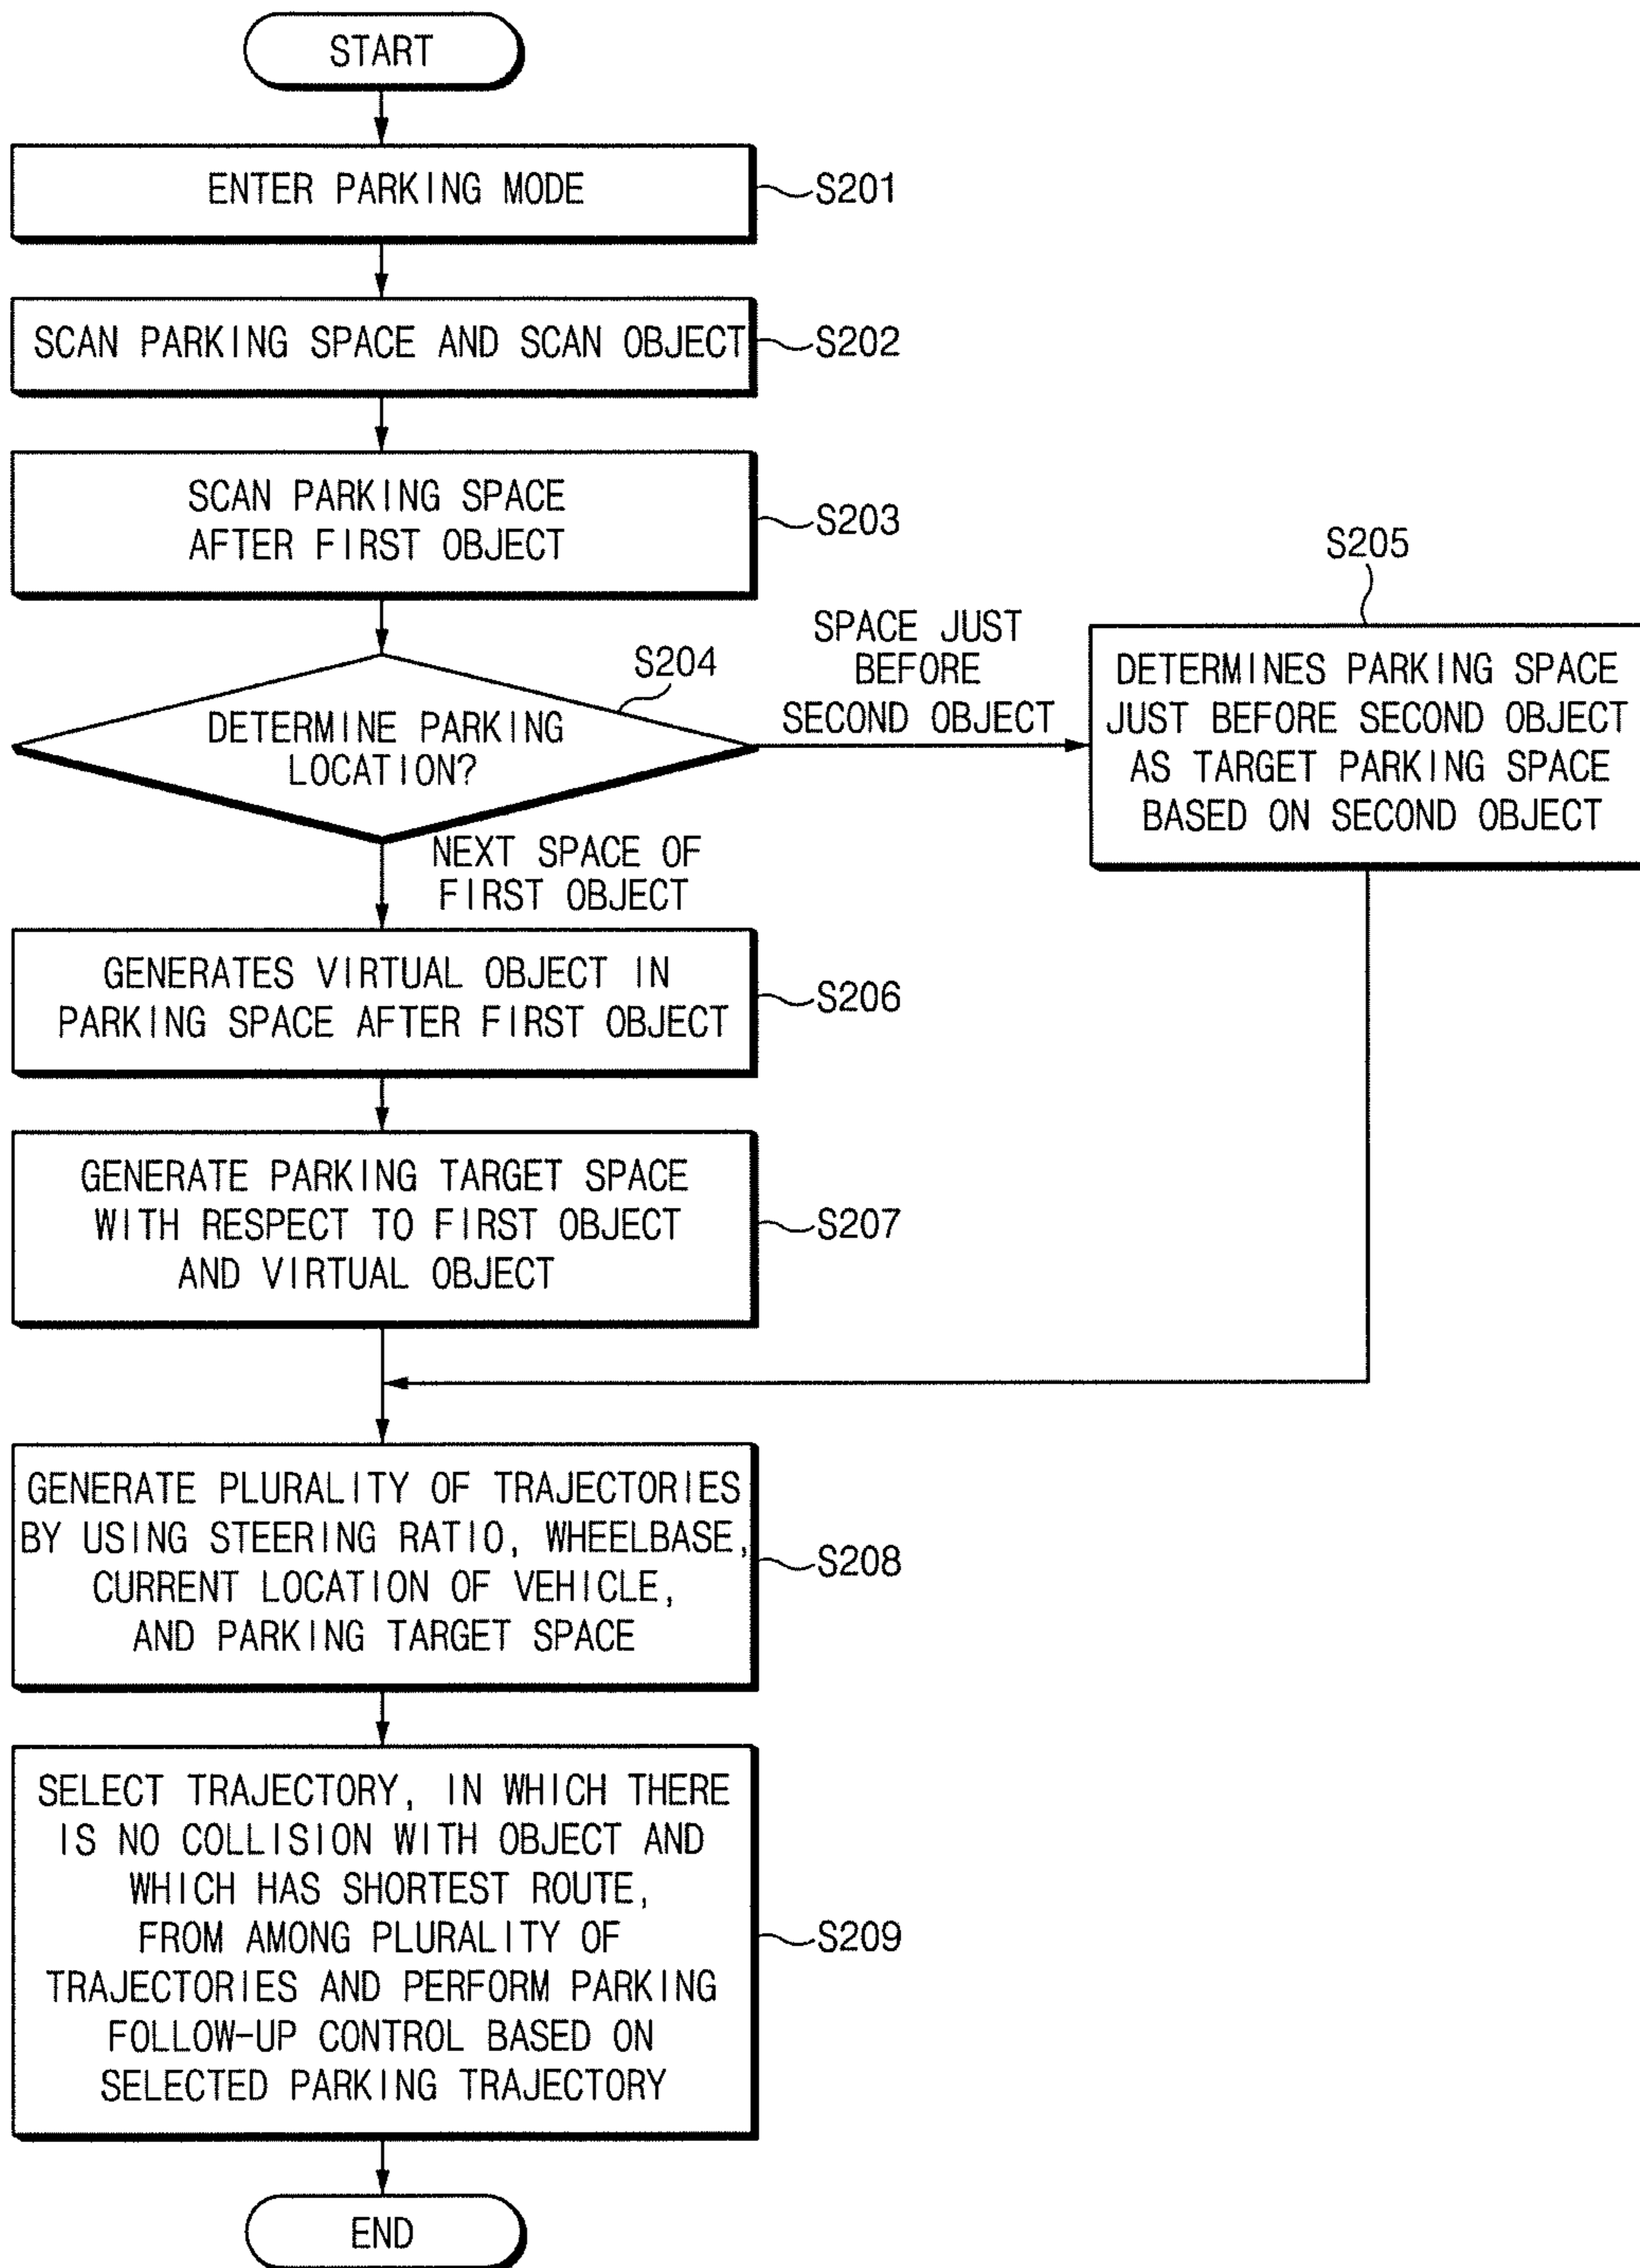 START
ENTER PARKING MODE
S201
SCAN PARKING SPACE AND SCAN OBJECT
S202
SCAN PARKING SPACE
AFTER FIRST OBJECT
S203
DETERMINE PARKING
LOCATION?
S204
SPACE JUST
BEFORE
SECOND OBJECT
S205
DETERMINES PARKING SPACE
JUST BEFORE SECOND OBJECT
AS TARGET PARKING SPACE
BASED ON SECOND OBJECT
NEXT SPACE OF
FIRST OBJECT
GENERATES VIRTUAL OBJECT IN
PARKING SPACE AFTER FIRST OBJECT
S206
GENERATE PARKING TARGET SPACE
WITH RESPECT TO FIRST OBJECT
AND VIRTUAL OBJECT
S207
GENERATE PLURALITY OF TRAJECTORIES
BY USING STEERING RATIO, WHEELBASE,
CURRENT LOCATION OF VEHICLE,
AND PARKING TARGET SPACE
S208
SELECT TRAJECTORY, IN WHICH THERE
IS NO COLLISION WITH OBJECT AND
WHICH HAS SHORTEST ROUTE,
FROM AMONG PLURALITY OF
TRAJECTORIES AND PERFORM PARKING
FOLLOW-UP CONTROL BASED ON
SELECTED PARKING TRAJECTORY
S209
END